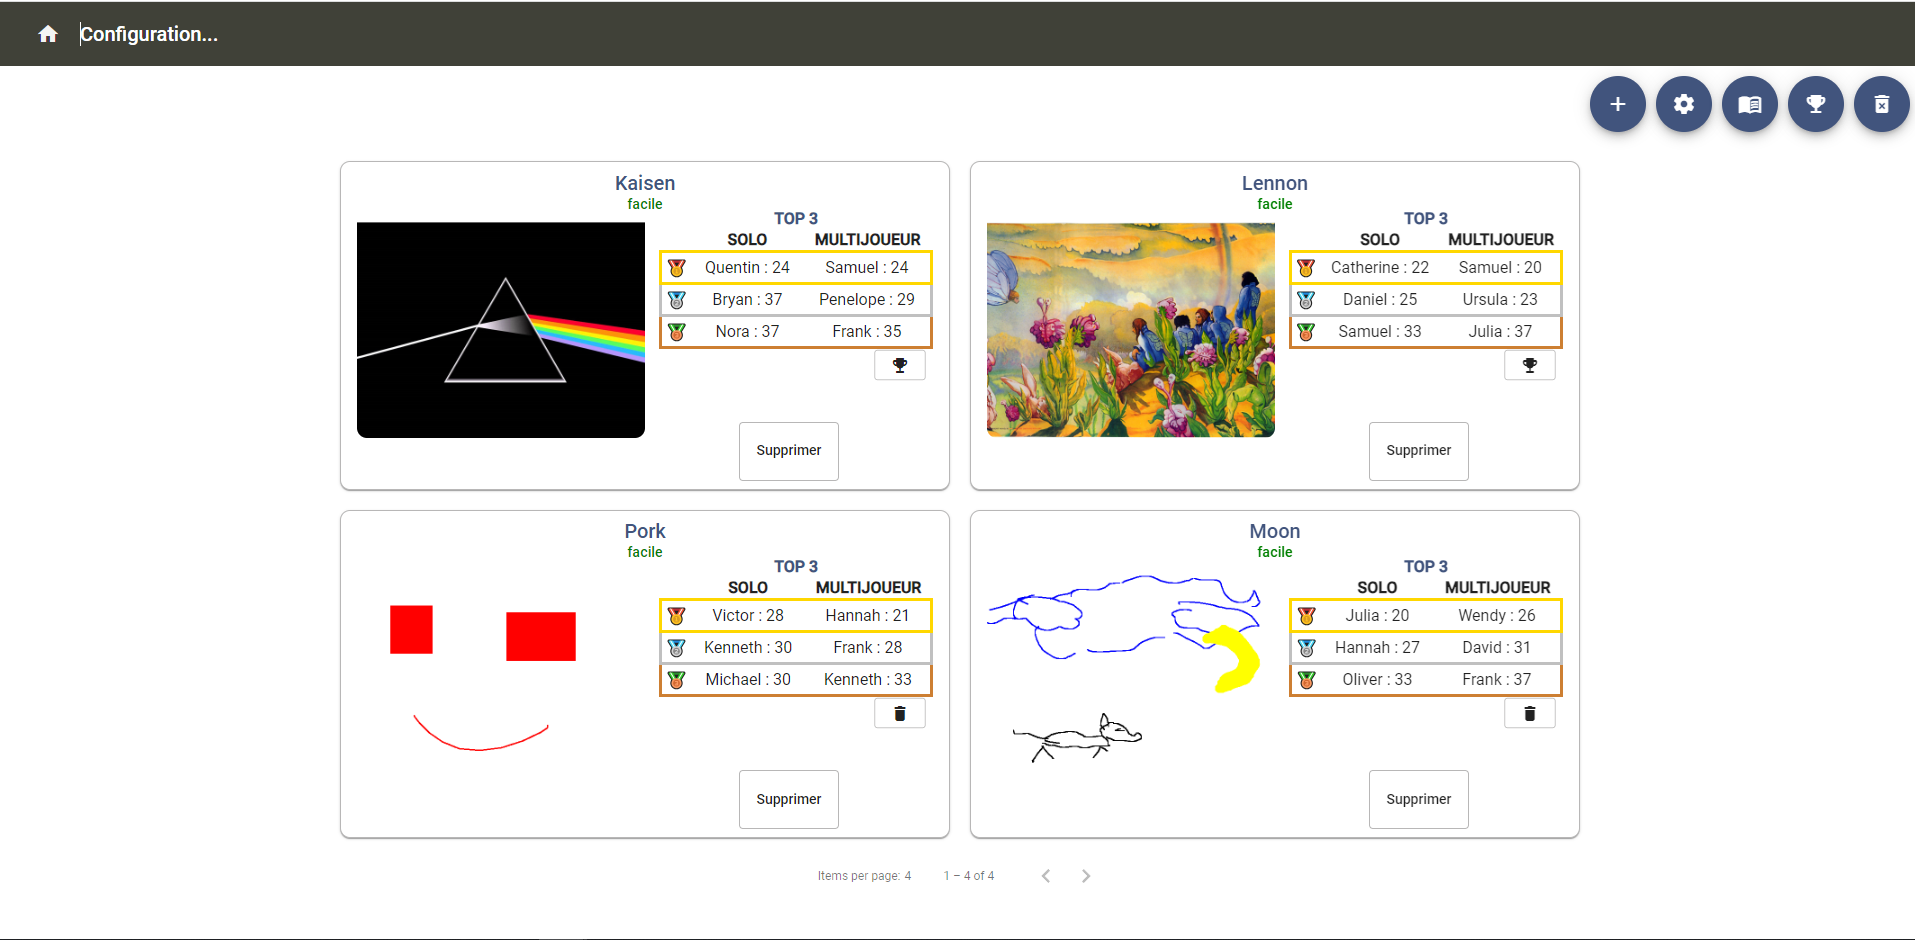 Configuration...
Kaisen
facile
TOP 3
SOLO MULTIJOUEUR
Quentin : 24 Samuel : 24
Bryan : 37 Penelope : 29
Nora : 37 Frank : 35
Supprimer
Lennon
facile
TOP 3
SOLO MULTIJOUEUR
Catherine : 22 Samuel : 20
Daniel : 25 Ursula : 23
Samuel : 33 Julia : 37
Supprimer
Pork
facile
TOP 3
SOLO MULTIJOUEUR
Victor : 28 Hannah : 21
Kenneth : 30 Frank : 28
Michael : 30 Kenneth : 33
Supprimer
Moon
facile
TOP 3
SOLO MULTIJOUEUR
Julia : 20 Wendy : 26
Hannah : 27 David : 31
Oliver : 33 Frank : 37
Supprimer
Items per page: 4 1 – 4 of 4